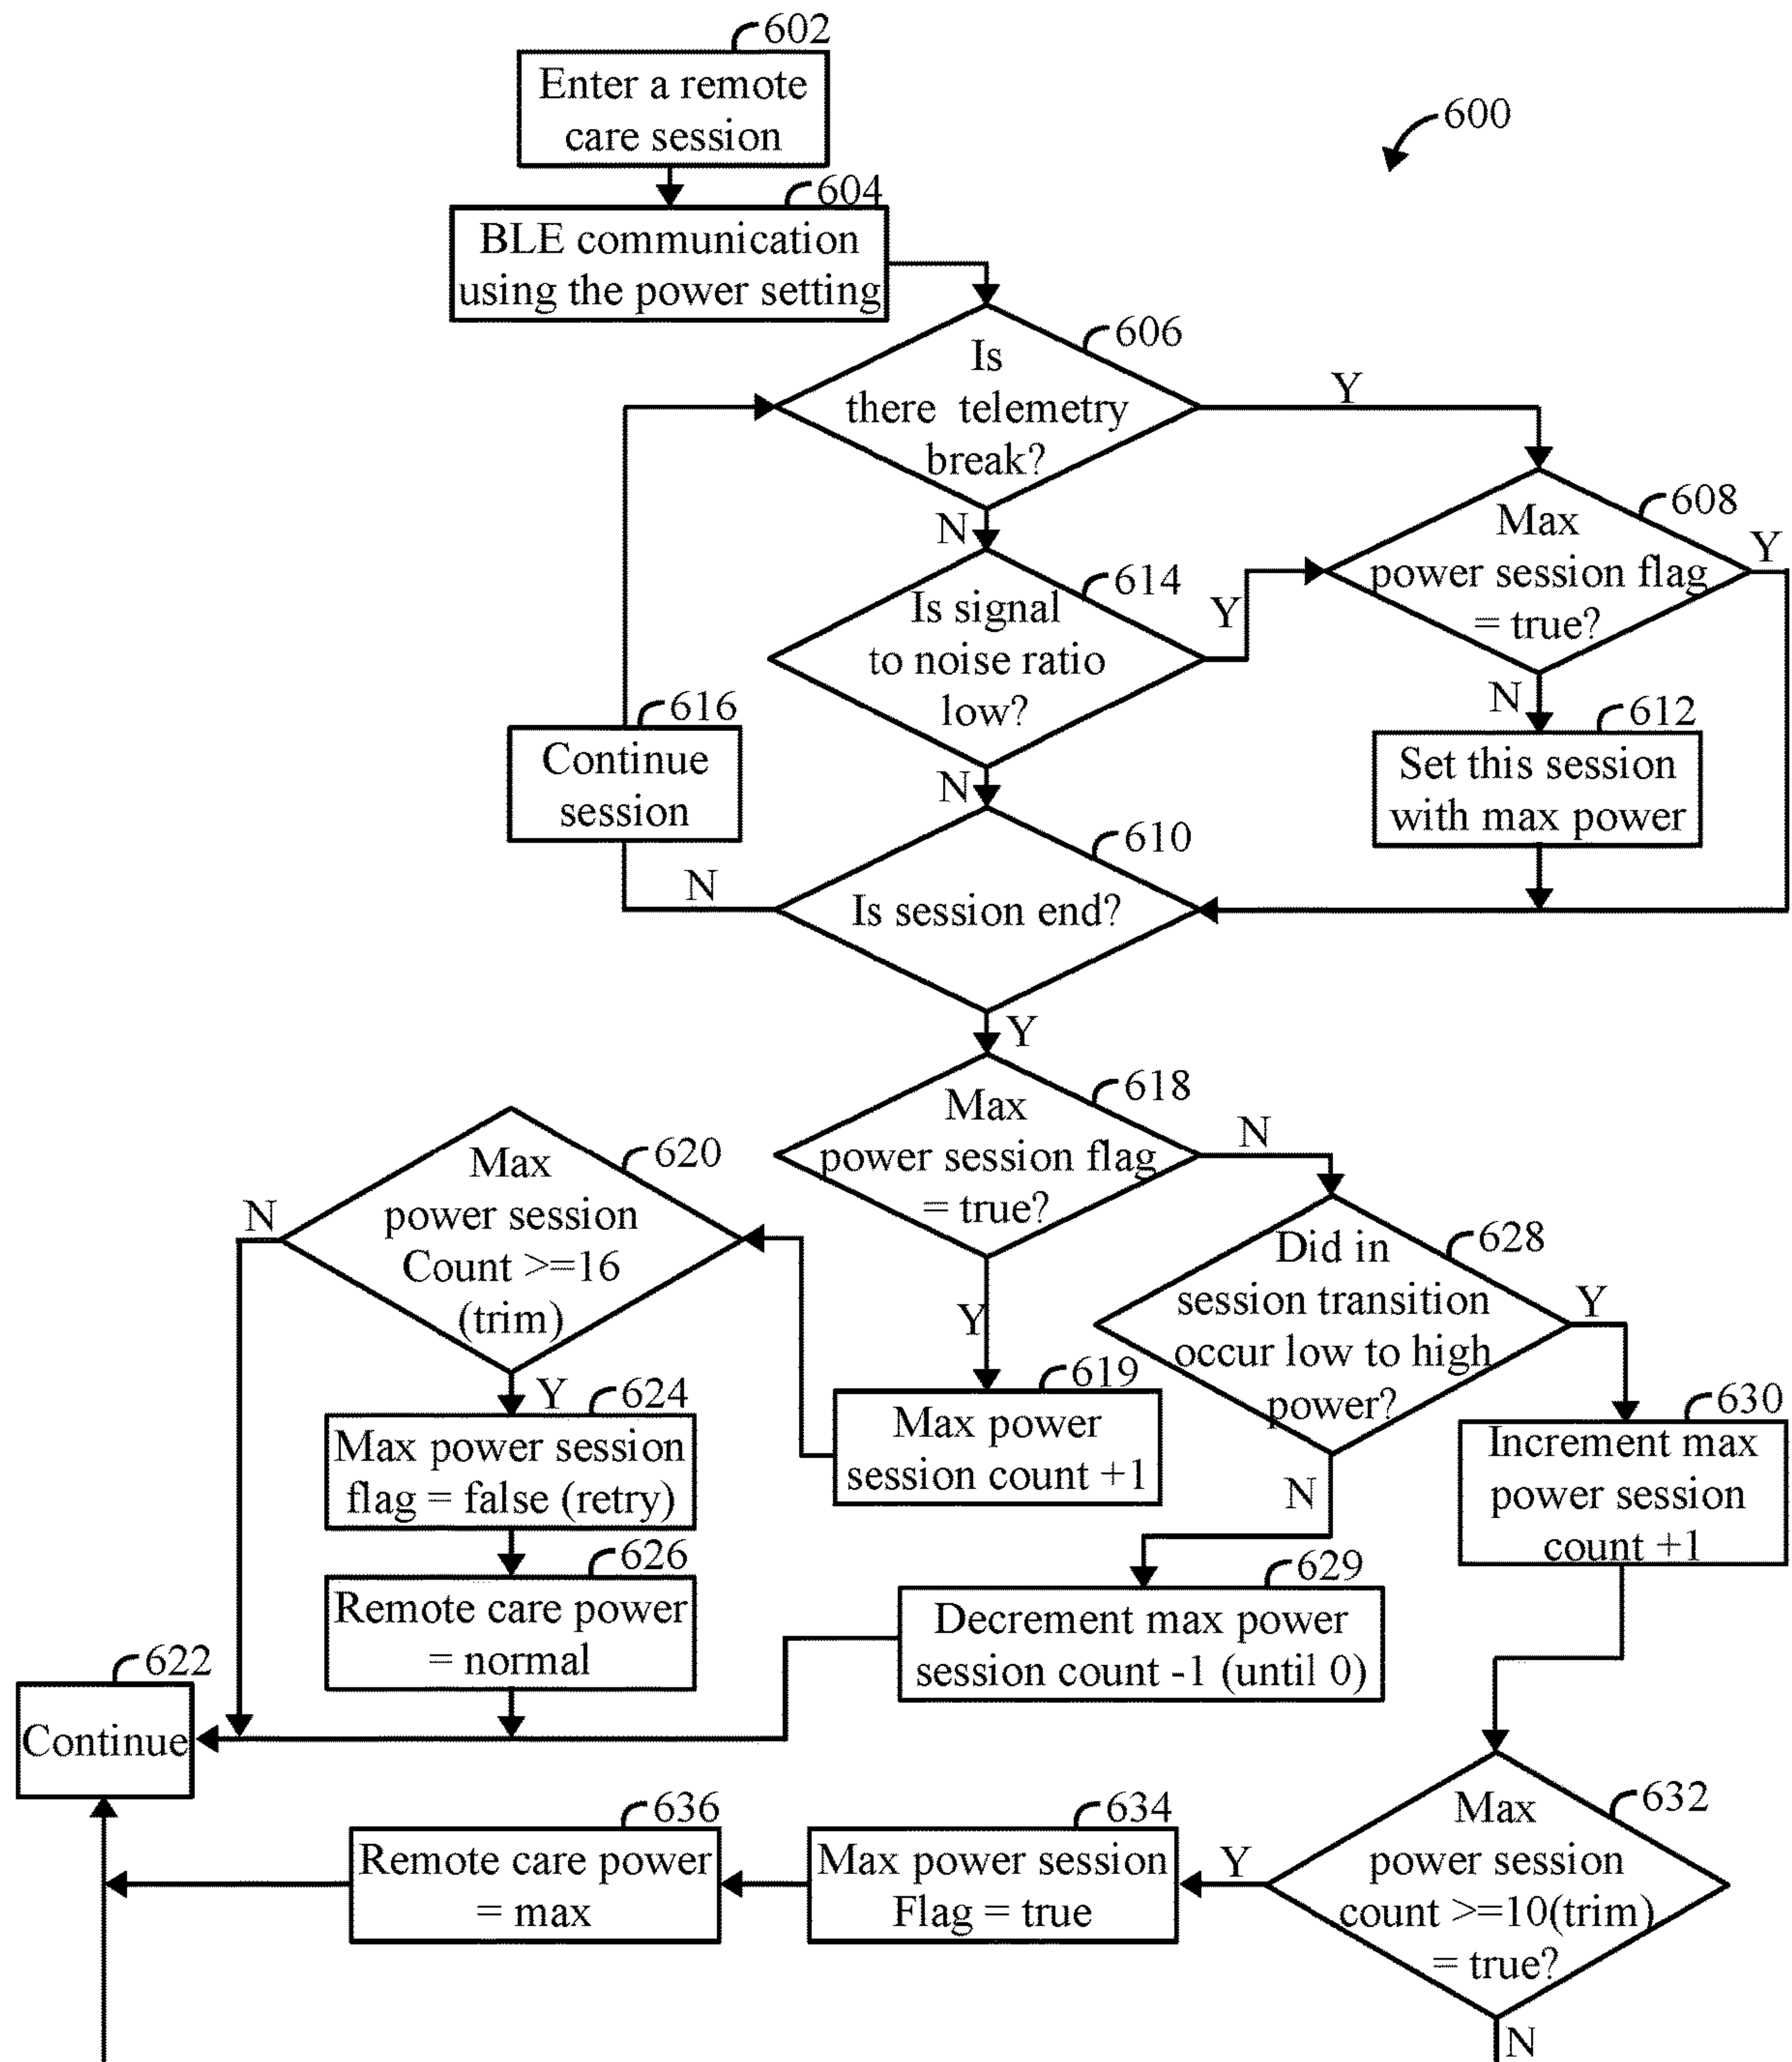 602
Enter a remote
care session
600
604
BLE communication
using the power setting
606
Is
there telemetry
break?
Y
N
608
Max
power session flag
= true?
Y
N
614
Is signal
to noise ratio
low?
Y
N
612
Set this session
with max power
616
Continue
session
610
Is session end?
N
Y
618
Max
power session flag
= true?
N
Y
620
Max
power session
Count >=16
(trim)
N
Y
628
Did in
session transition
occur low to high
power?
Y
N
619
Max power
session count +1
624
Max power session
flag = false (retry)
630
Increment max
power session
count +1
626
Remote care power
= normal
629
Decrement max power
session count -1 (until 0)
622
Continue
632
Max
power session
count >=10(trim)
= true?
Y
N
634
Max power session
Flag = true
636
Remote care power
= max